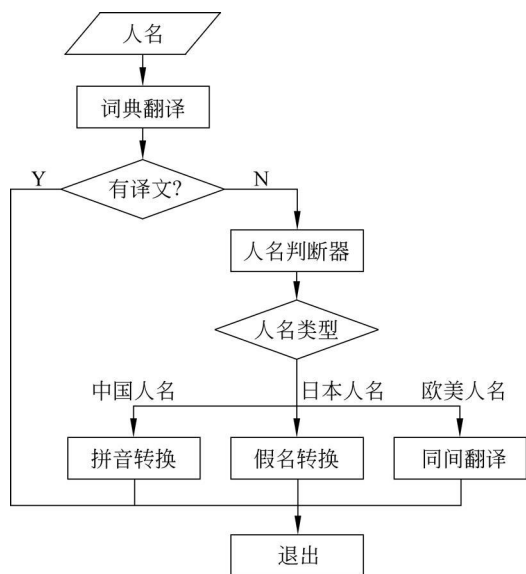 人名
词典翻译
有译文?
Y
N
人名判断器
人名类型
中国人名
日本人名
欧美人名
拼音转换
假名转换
同间翻译
退出